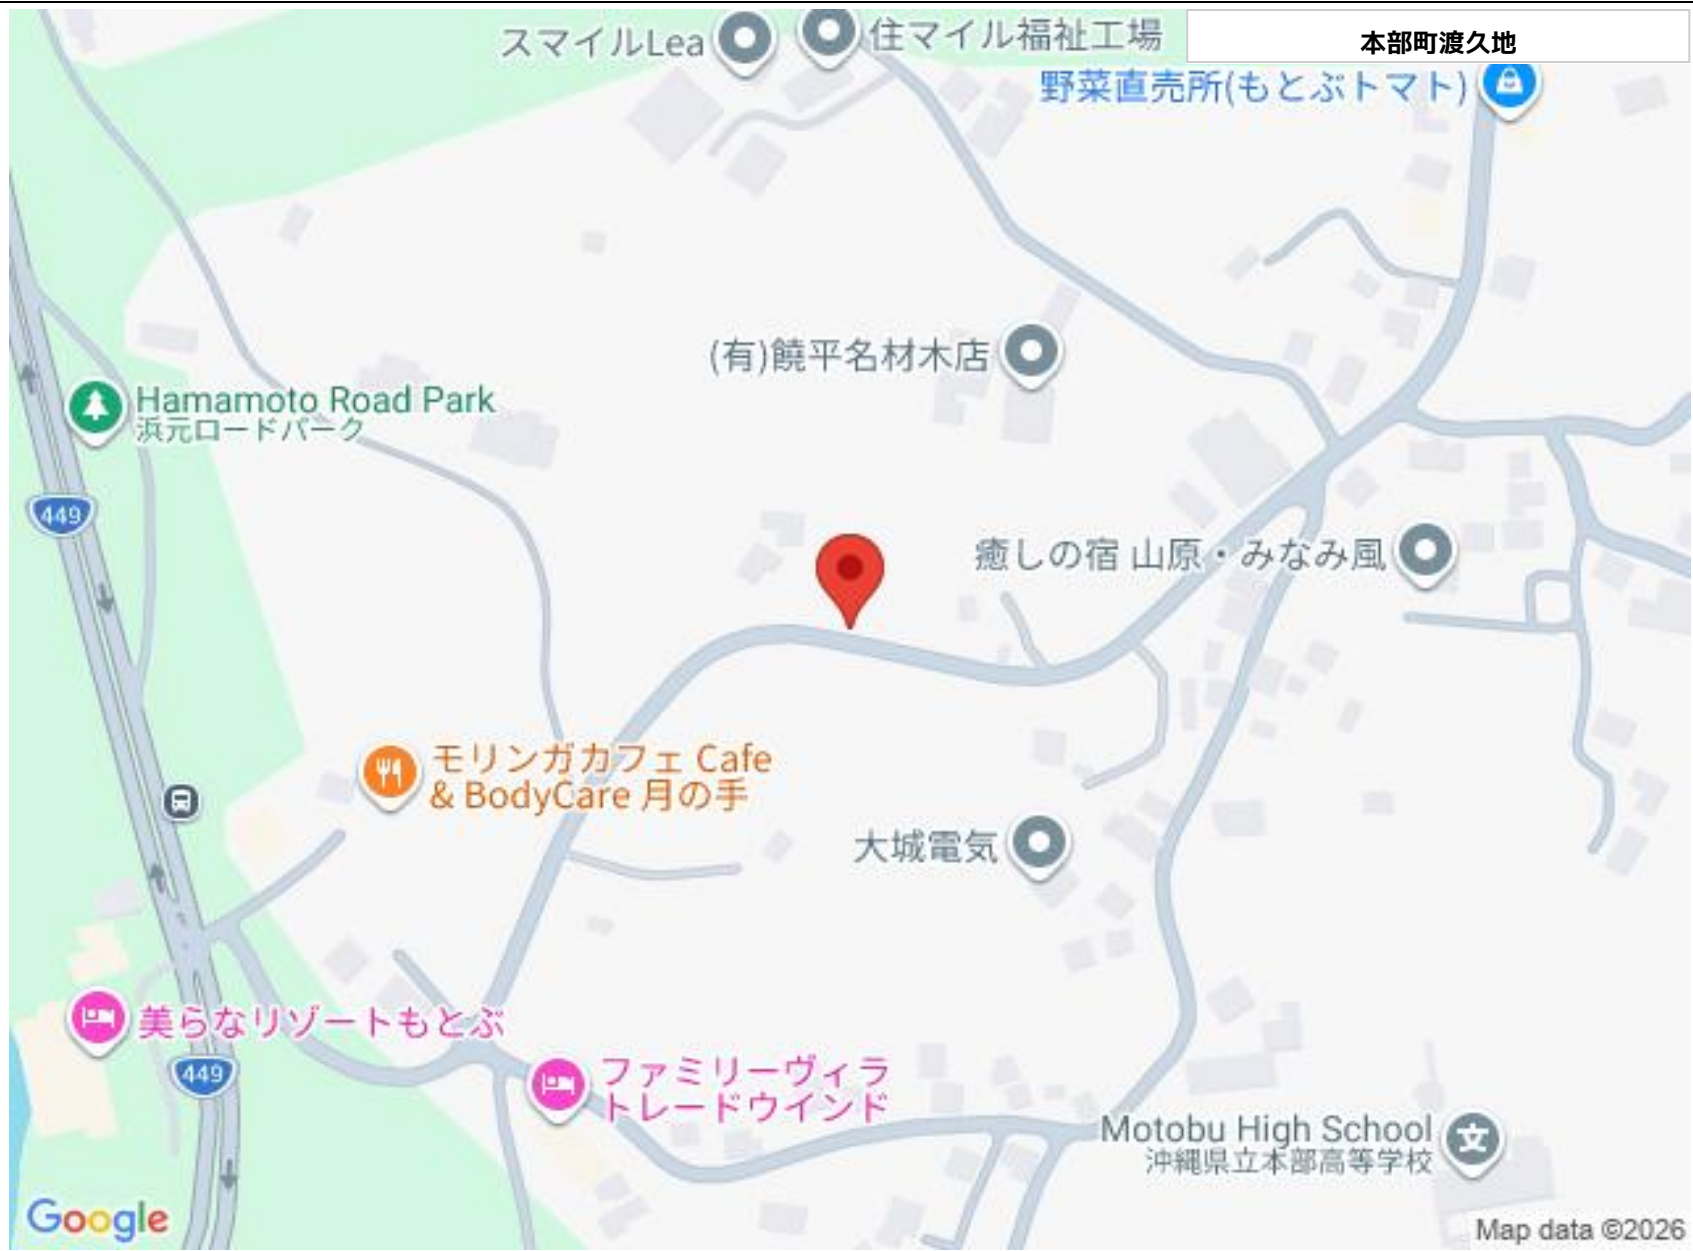 スマイルLea
住マイル福祉工場
本部町渡久地
野菜直売所(もとぶトマト)
(有)饒平名材木店
Hamamoto Road Park
浜元ロードパーク
449
癒しの宿 山原・みなみ風
モリンガカフェ Cafe
& BodyCare 月の手
大城電気
美らなリゾートもとぶ
449
ファミリーヴィラ
トレードウインド
Motobu High School
沖縄県立本部高等学校
文
Google
Map data ©2026